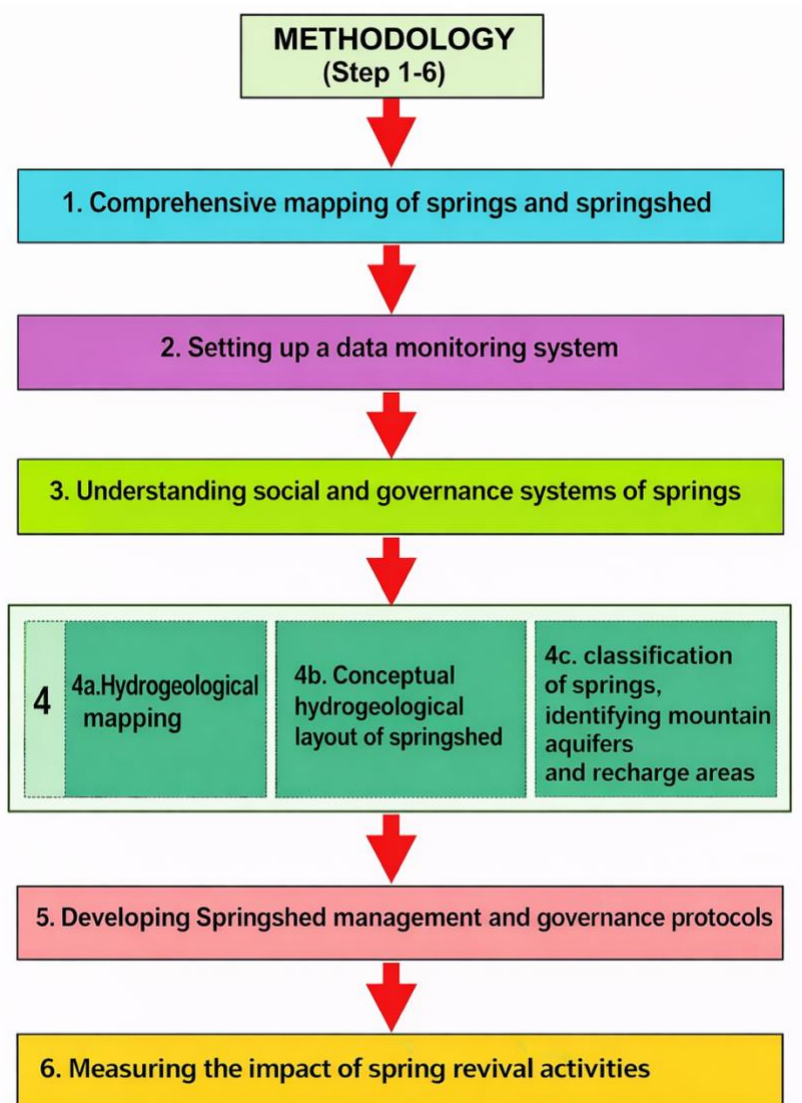 METHODOLOGY
(Step 1-6)
1. Comprehensive mapping of springs and springshed
2. Setting up a data monitoring system
3. Understanding social and governance systems of springs
4
4a.Hydrogeological
mapping
4b. Conceptual
hydrogeological
layout of springshed
4c. classification
of springs,
identifying mountain
aquifers
and recharge areas
5. Developing Springshed management and governance protocols
6. Measuring the impact of spring revival activities